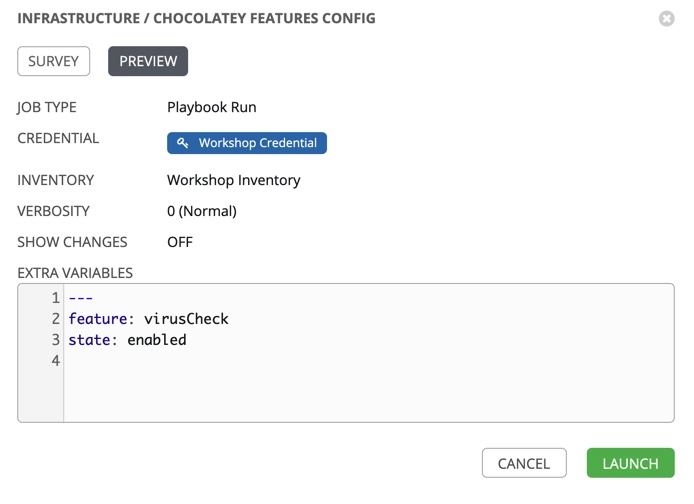 INFRASTRUCTURE / CHOCOLATEY FEATURES CONFIG
SURVEY PREVIEW
JOB TYPE Playbook Run
CREDENTIAL Workshop Credential
INVENTORY Workshop Inventory
VERBOSITY 0 (Normal)
SHOW CHANGES OFF
EXTRA VARIABLES
1 ---
2 feature: virusCheck
3 state: enabled
4
CANCEL LAUNCH